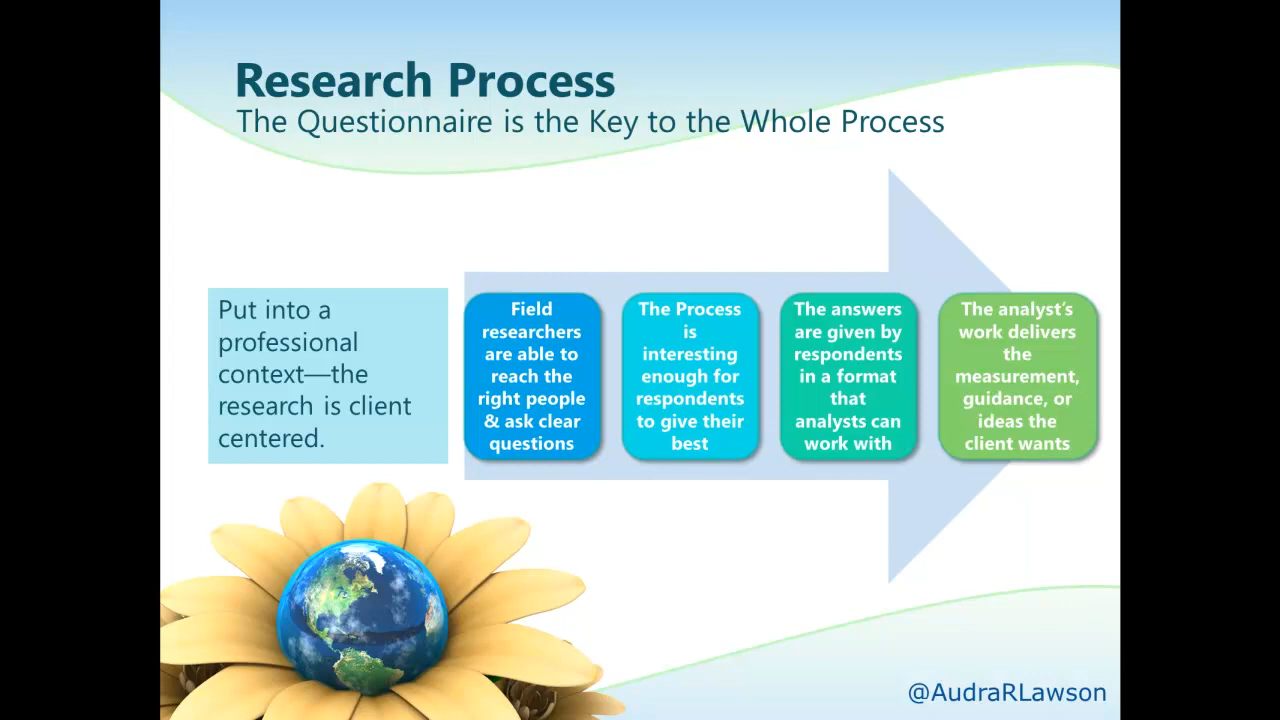 Research Process
The Questionnaire is the Key to the Whole Process
Put into a
professional
context—the
research is client
centered.
Field
researchers
are able to
reach the
right people
& ask clear
questions
The Process
is
interesting
enough for
respondents
to give their
best
The answers
are given by
respondents
in a format
that
analysts can
work with
The analyst's
work delivers
the
measurement,
guidance, or
ideas the
client wants
@AudraRLawson